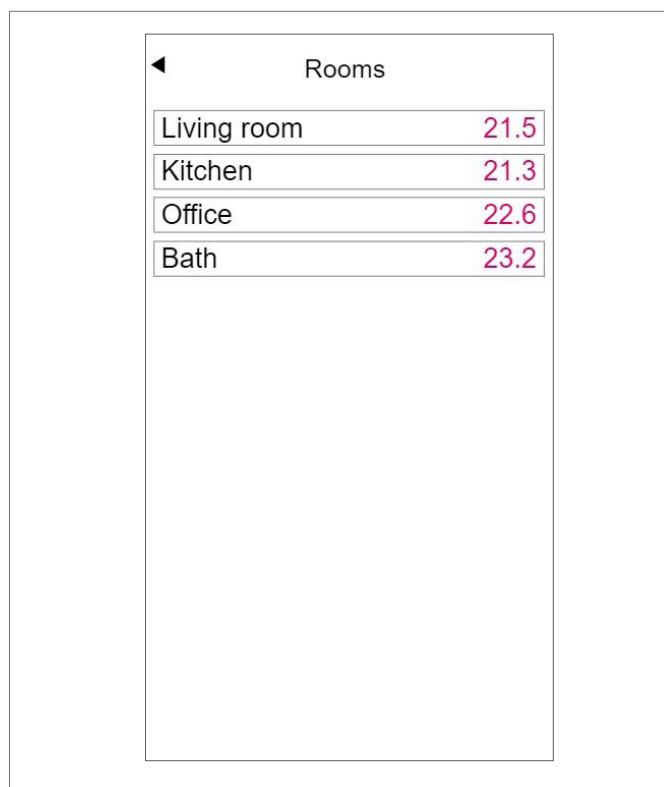 Rooms
Living room 21.5
Kitchen 21.3
Office 22.6
Bath 23.2